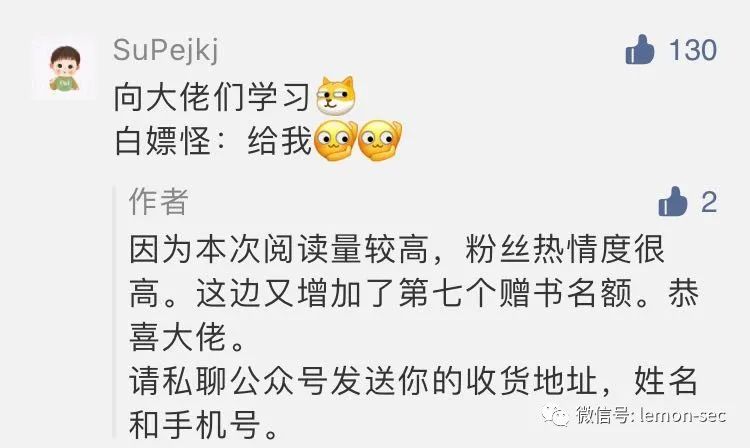 SuPejkj
130
向大佬们学习
白嫖怪：给我
作者
2
因为本次阅读量较高，粉丝热情度很
高。这边又增加了第七个赠书名额。恭
喜大佬。
请私聊公众号发送你的收货地址，姓名
和手机号。
微信号: lemon-sec